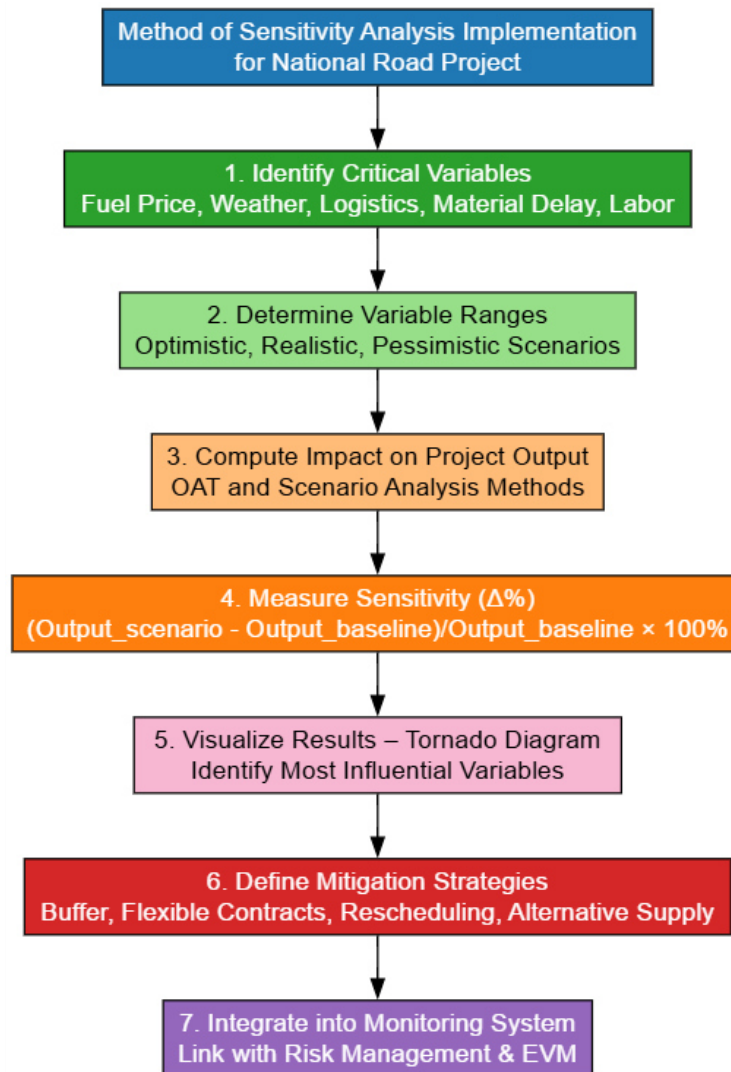 Method of Sensitivity Analysis Implementation
for National Road Project
1. Identify Critical Variables
Fuel Price, Weather, Logistics, Material Delay, Labor
2. Determine Variable Ranges
Optimistic, Realistic, Pessimistic Scenarios
3. Compute Impact on Project Output
OAT and Scenario Analysis Methods
4. Measure Sensitivity (Δ%)
(Output_scenario - Output_baseline)/Output_baseline × 100%
5. Visualize Results – Tornado Diagram
Identify Most Influential Variables
6. Define Mitigation Strategies
Buffer, Flexible Contracts, Rescheduling, Alternative Supply
7. Integrate into Monitoring System
Link with Risk Management & EVM